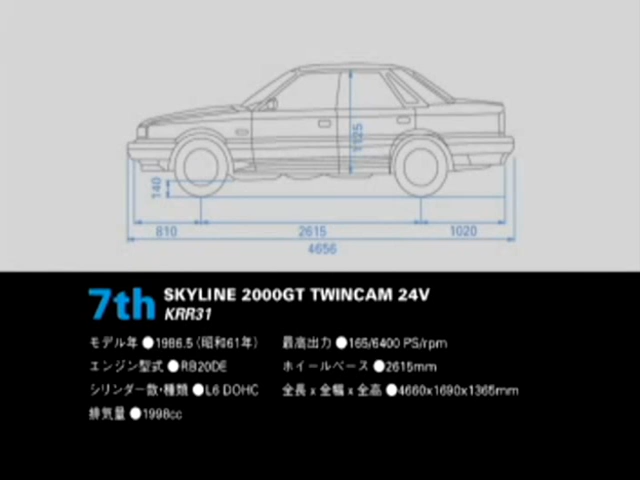 1125
140
810
2615
1020
4656
7th SKYLINE 2000GT TWINCAM 24V
KRR31
モデル年 ●1986.5 (昭和61年) 最高出力 ●165/6400 PS/rpm
エンジン型式 ●RB20DE ホイールベース ●2615mm
シリンダー数・種類 ●L6 DOHC 全長 x 全幅 x 全高 ●4660x1690x1365mm
排気量 ●1998cc